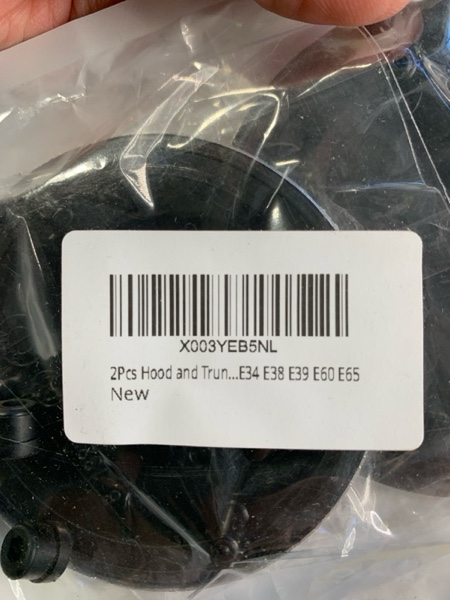 X003YEB5NL
2Pcs Hood and Trun...E34 E38 E39 E60 E65
New